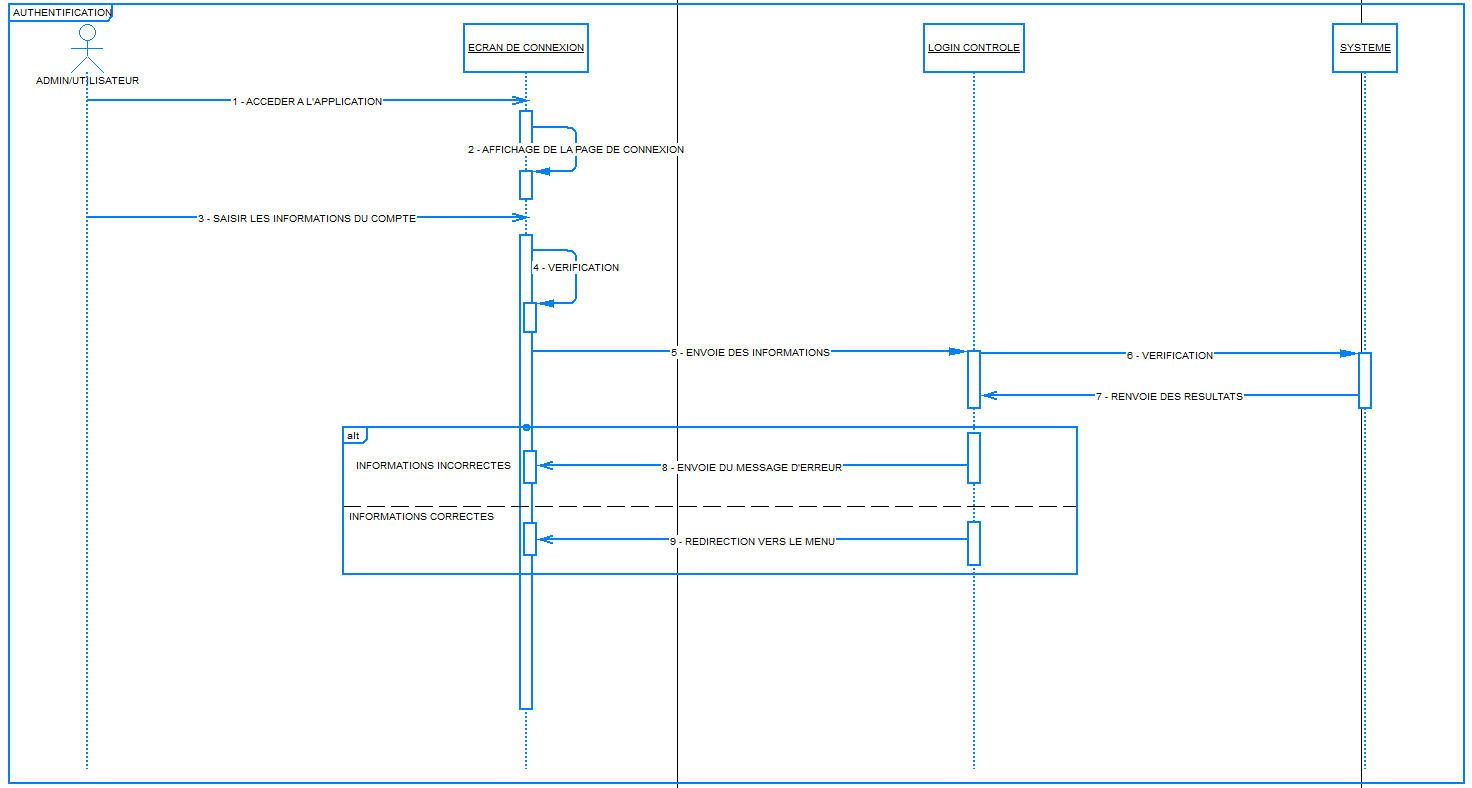 AUTHENTIFICATION
ADMIN/UTILISATEUR
ECRAN DE CONNEXION
LOGIN CONTROLE
SYSTEME
1 - ACCEDER A L'APPLICATION
2 - AFFICHAGE DE LA PAGE DE CONNEXION
3 - SAISIR LES INFORMATIONS DU COMPTE
4 - VERIFICATION
5 - ENVOIE DES INFORMATIONS
6 - VERIFICATION
7 - RENVOIE DES RESULTATS
alt
INFORMATIONS INCORRECTES
8 - ENVOIE DU MESSAGE D'ERREUR
INFORMATIONS CORRECTES
9 - REDIRECTION VERS LE MENU